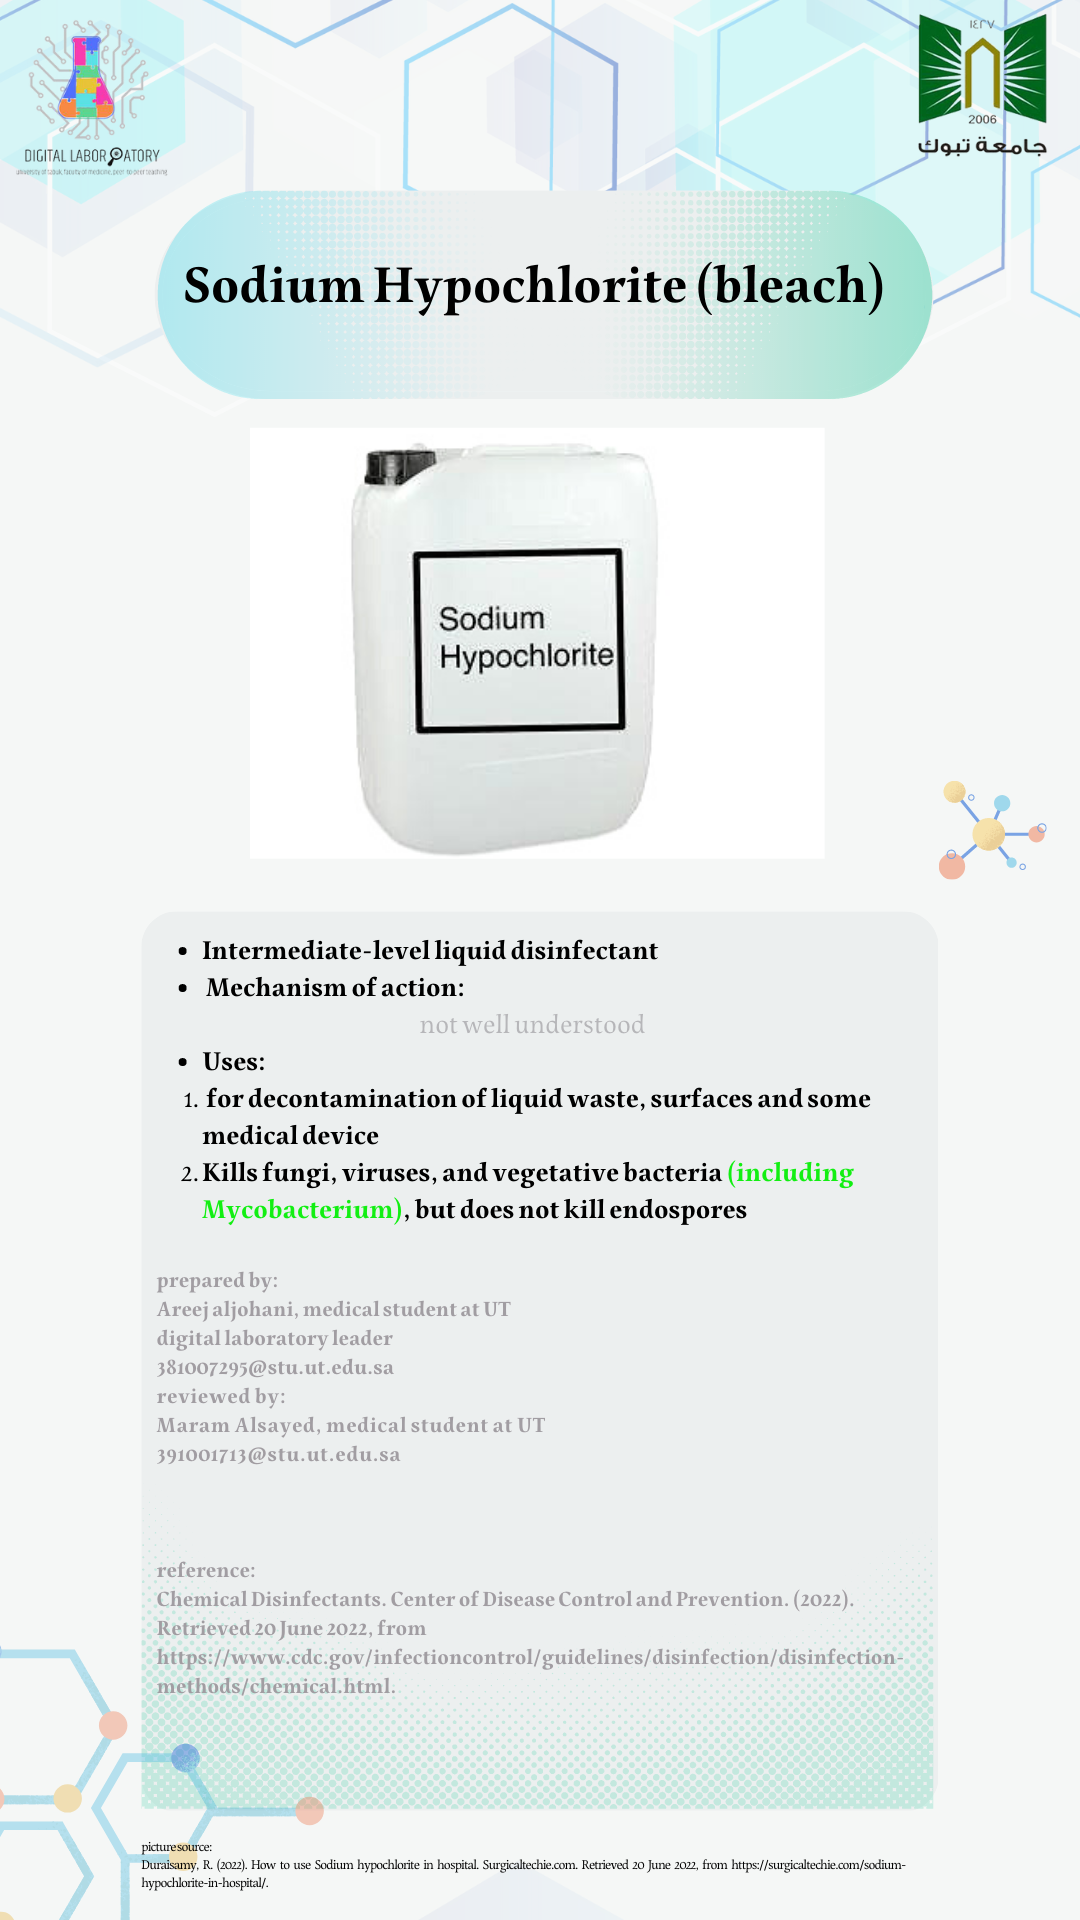 DIGITAL LABORATORY
university of tabuk, faculty of medicine, peer-to-peer teaching
١٤٢٧
2006
جامعة تبوك
Sodium Hypochlorite (bleach)
Sodium
Hypochlorite
• Intermediate-level liquid disinfectant
• Mechanism of action:
not well understood
• Uses:
1. for decontamination of liquid waste, surfaces and some
medical device
2. Kills fungi, viruses, and vegetative bacteria (including
Mycobacterium), but does not kill endospores
prepared by:
Areej aljohani, medical student at UT
digital laboratory leader
381007295@stu.ut.edu.sa
reviewed by:
Maram Alsayed, medical student at UT
391001713@stu.ut.edu.sa
reference:
Chemical Disinfectants. Center of Disease Control and Prevention. (2022).
Retrieved 20 June 2022, from
https://www.cdc.gov/infectioncontrol/guidelines/disinfection/disinfection-
methods/chemical.html.
picture source:
Duraisamy, R. (2022). How to use Sodium hypochlorite in hospital. Surgicaltechie.com. Retrieved 20 June 2022, from https://surgicaltechie.com/sodium-
hypochlorite-in-hospital/.